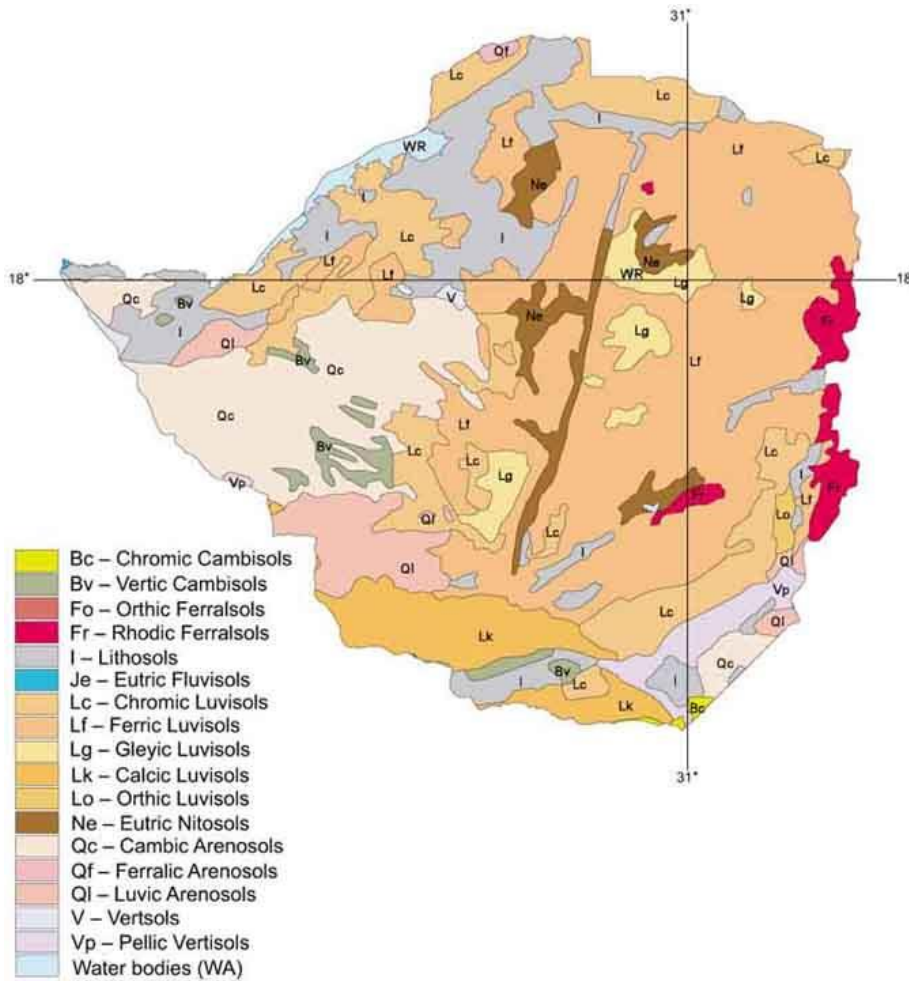 31°
Qf
Lc
Lc
I
WR
Lf
Lf
Lc
Ne
I
Lc
I
I
Ne
Lf
Lf
WR
18°
Lc
V
Lg
Lg
18°
Qc
Bv
Ne
Fr
I
Lg
Ql
Bv
Qc
Lf
Qc
Lf
Bv
Lc
Lc
Lc
I
Vp
Lg
Fr
Fr
Lf
Qf
Lo
Lc
I
Ql
Ql
Vp
Lc
Ql
Lk
Qc
Bv
I
Lc
I
Lk
Bc
31°
Bc – Chromic Cambisols
Bv – Vertic Cambisols
Fo – Orthic Ferralsols
Fr – Rhodic Ferralsols
I – Lithosols
Je – Eutric Fluvisols
Lc – Chromic Luvisols
Lf – Ferric Luvisols
Lg – Gleyic Luvisols
Lk – Calcic Luvisols
Lo – Orthic Luvisols
Ne – Eutric Nitosols
Qc – Cambic Arenosols
Qf – Ferralic Arenosols
Ql – Luvic Arenosols
V – Vertsols
Vp – Pellic Vertisols
Water bodies (WA)